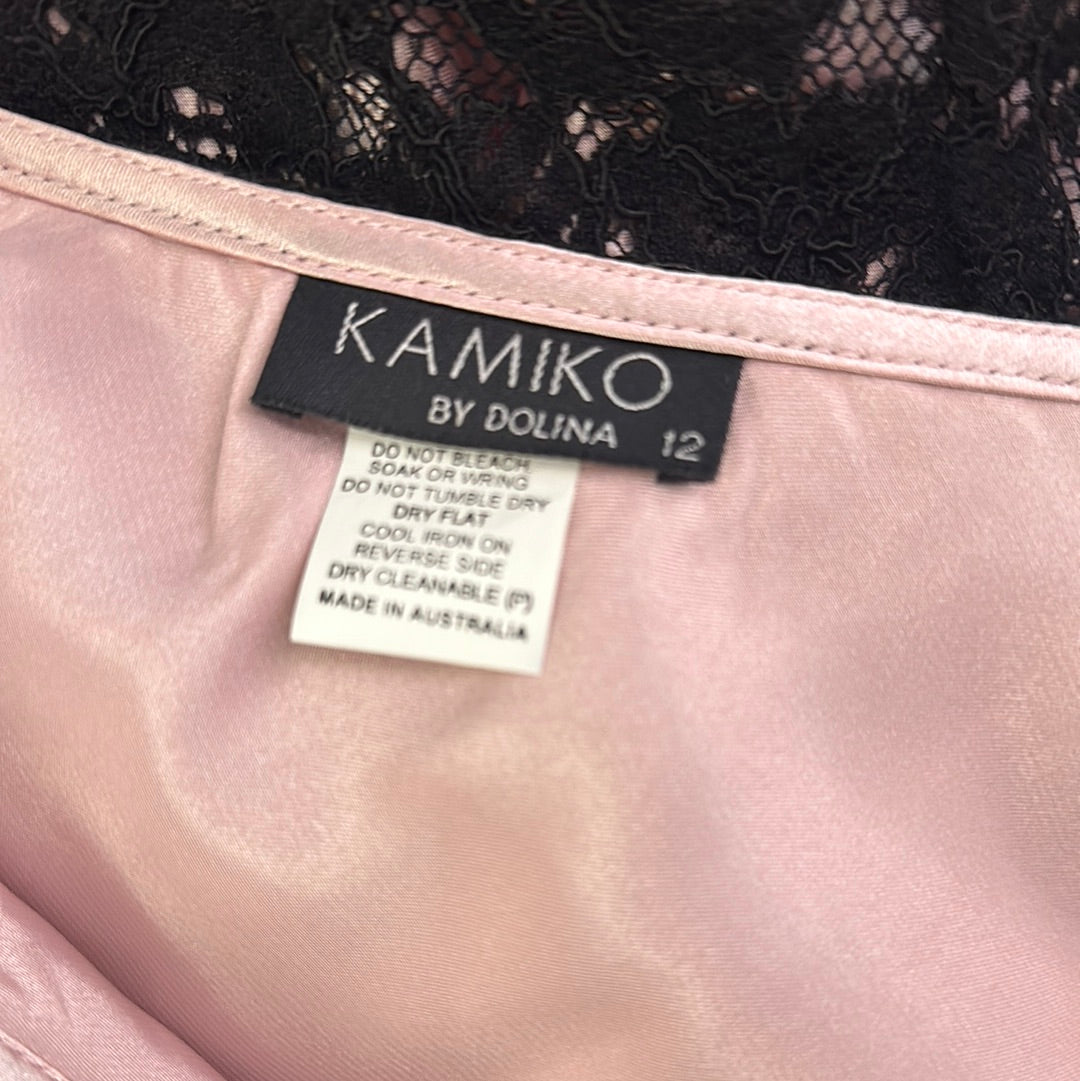 KAMIKO
BY DOLINA 12
DO NOT BLEACH
SOAK OR WRING
DO NOT TUMBLE DRY
DRY FLAT
COOL IRON ON
REVERSE SIDE
DRY CLEANABLE (P)
MADE IN AUSTRALIA